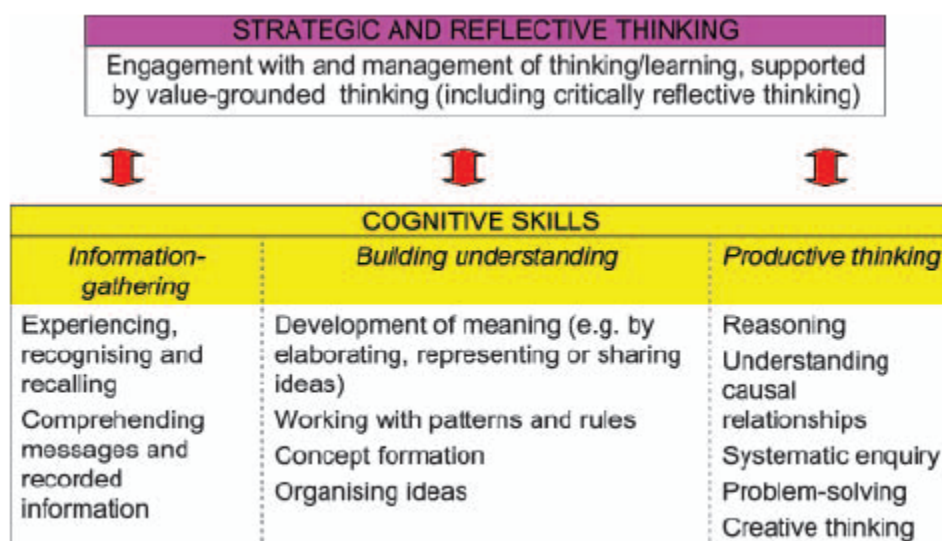 STRATEGIC AND REFLECTIVE THINKING
Engagement with and management of thinking/learning, supported
by value-grounded thinking (including critically reflective thinking)
COGNITIVE SKILLS
Information-
gathering
Experiencing,
recognising and
recalling
Comprehending
messages and
recorded
information
Building understanding
Development of meaning (e.g. by
elaborating, representing or sharing
ideas)
Working with patterns and rules
Concept formation
Organising ideas
Productive thinking
Reasoning
Understanding
causal
relationships
Systematic enquiry
Problem-solving
Creative thinking